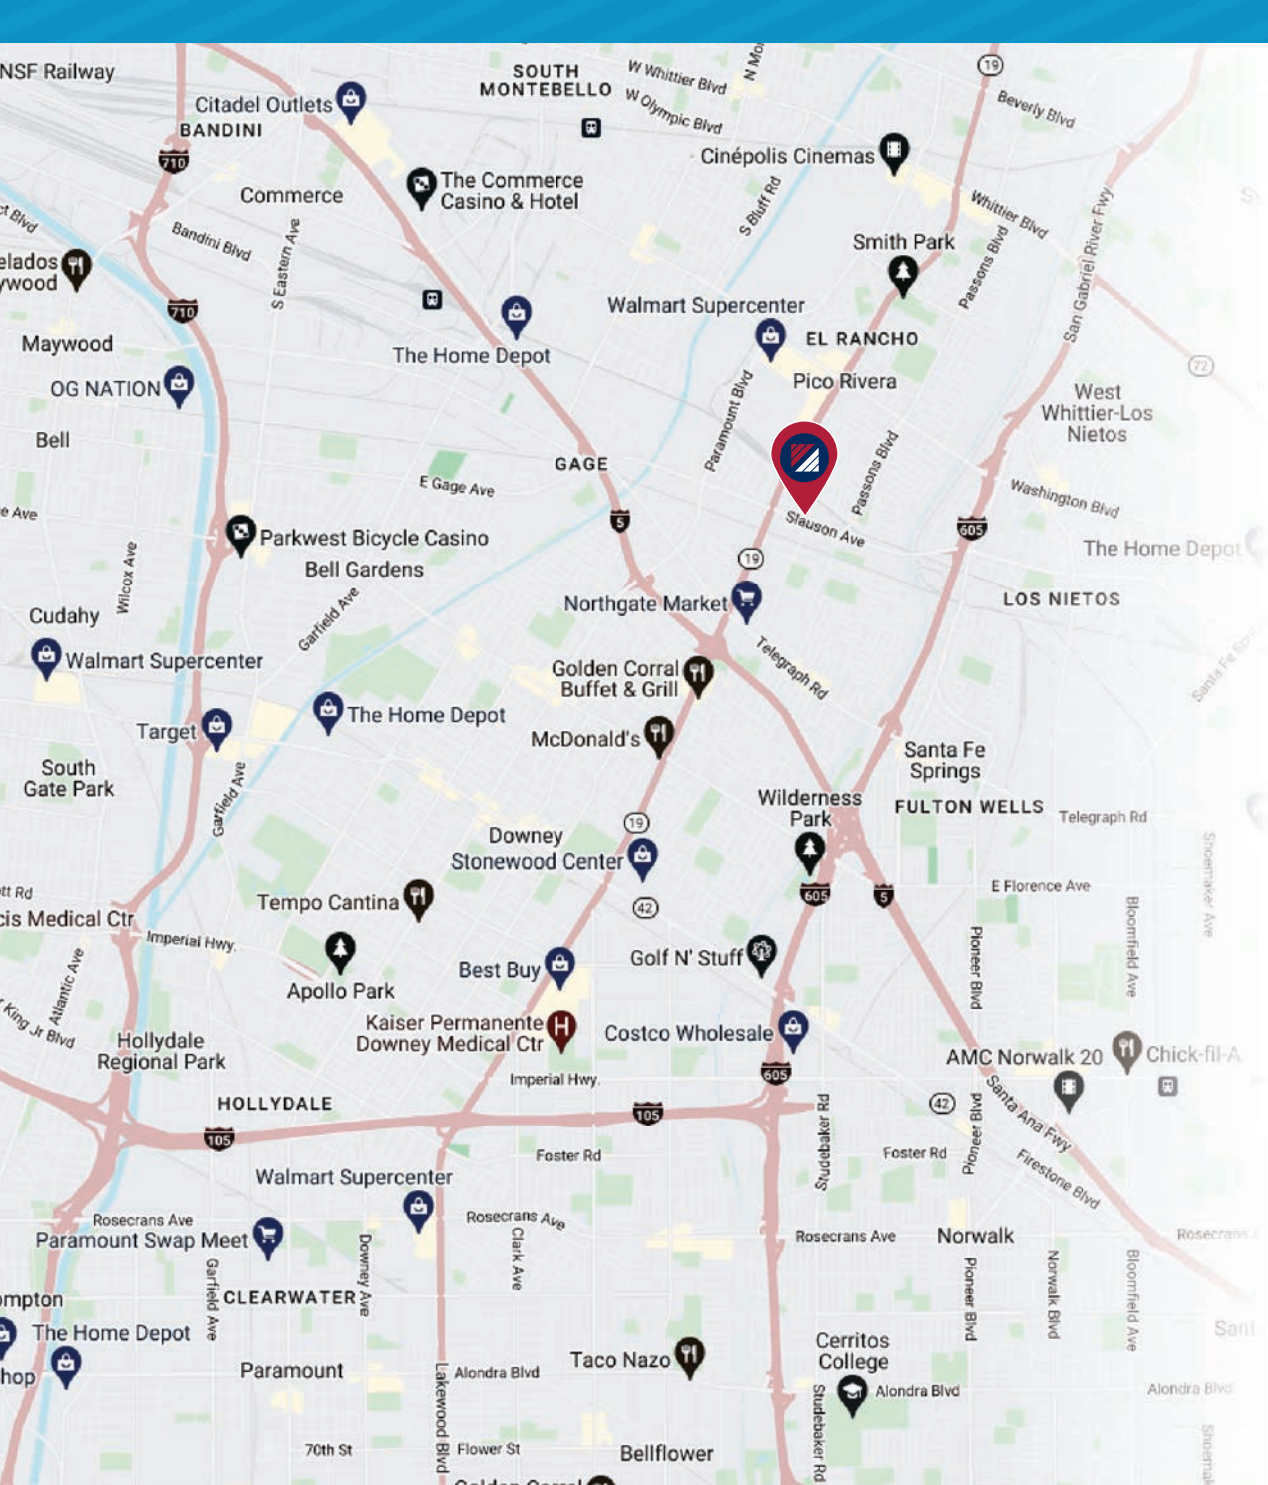 NSF Railway
SOUTH
MONTEBELLO
W Whittier Blvd
19
W Olympic Blvd
Beverly Blvd
Citadel Outlets
BANDINI
710
Cinépolis Cinemas
The Commerce
Casino & Hotel
Commerce
S Bluff Rd
Whittier Blvd
San Gabriel River Fwy
Bandini Blvd
S Eastern Ave
Smith Park
Passons Blvd
710
Walmart Supercenter
EL RANCHO
Maywood
The Home Depot
72
OG NATION
Pico Rivera
Paramount Blvd
West
Whittier-Los
Nietos
Bell
GAGE
E Gage Ave
Passons Blvd
Washington Blvd
5
Slauson Ave
605
Parkwest Bicycle Casino
The Home Depot
Bell Gardens
19
Wilcox Ave
Garfield Ave
Northgate Market
LOS NIETOS
Cudahy
Walmart Supercenter
Golden Corral
Buffet & Grill
Telegraph Rd
The Home Depot
Target
McDonald's
Santa Fe
Springs
South
Gate Park
Garfield Ave
Wilderness
Park
FULTON WELLS
Telegraph Rd
19
Downey
Stonewood Center
Shoemaker Ave
E Florence Ave
605
5
Tempo Cantina
42
Imperial Hwy.
Bloomfield Ave
Pioneer Blvd
Atlantic Ave
Golf N' Stuff
Best Buy
Apollo Park
King Jr Blvd
Kaiser Permanente
Downey Medical Ctr
Costco Wholesale
Hollydale
Regional Park
AMC Norwalk 20
Chick-fil-A
Imperial Hwy.
605
HOLLYDALE
105
42
Santa Ana Fwy
105
Studebaker Rd
Pioneer Blvd
Foster Rd
Foster Rd
Firestone Blvd
Walmart Supercenter
Rosecrans Ave
Rosecrans Ave
Paramount Swap Meet
Rosecrans Ave
Norwalk
Rosecrans
Downey Ave
Clark Ave
Garfield Ave
CLEARWATER
Pioneer Blvd
Norwalk Blvd
Bloomfield Ave
The Home Depot
Cerritos
College
Taco Nazo
Paramount
Alondra Blvd
Alondra Blvd
Alondra Blvd
Lakewood Blvd
Studebaker Rd
70th St
Flower St
Bellflower